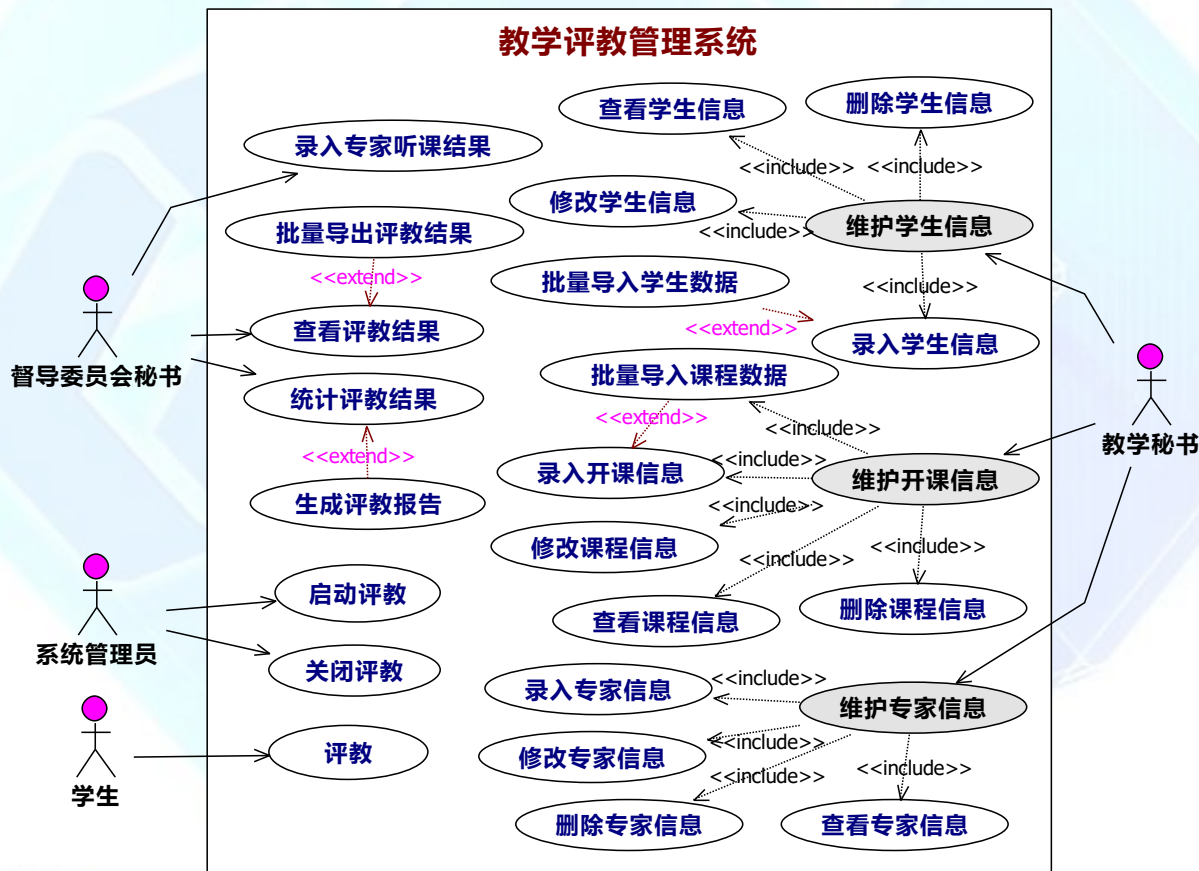 教学评教管理系统
查看学生信息
删除学生信息
录入专家听课结果
<<include>>
<<include>>
修改学生信息
批量导出评教结果
<<include>>
维护学生信息
<<extend>>
批量导入学生数据
<<include>>
查看评教结果
<<extend>>
录入学生信息
督导委员会秘书
批量导入课程数据
统计评教结果
<<extend>>
<<include>>
教学秘书
<<extend>>
录入开课信息
<<include>>
维护开课信息
生成评教报告
<<include>>
修改课程信息
<<include>>
<<include>>
启动评教
查看课程信息
删除课程信息
系统管理员
关闭评教
录入专家信息
<<include>>
维护专家信息
评教
修改专家信息
<<include>>
<<include>>
<<include>>
学生
删除专家信息
查看专家信息